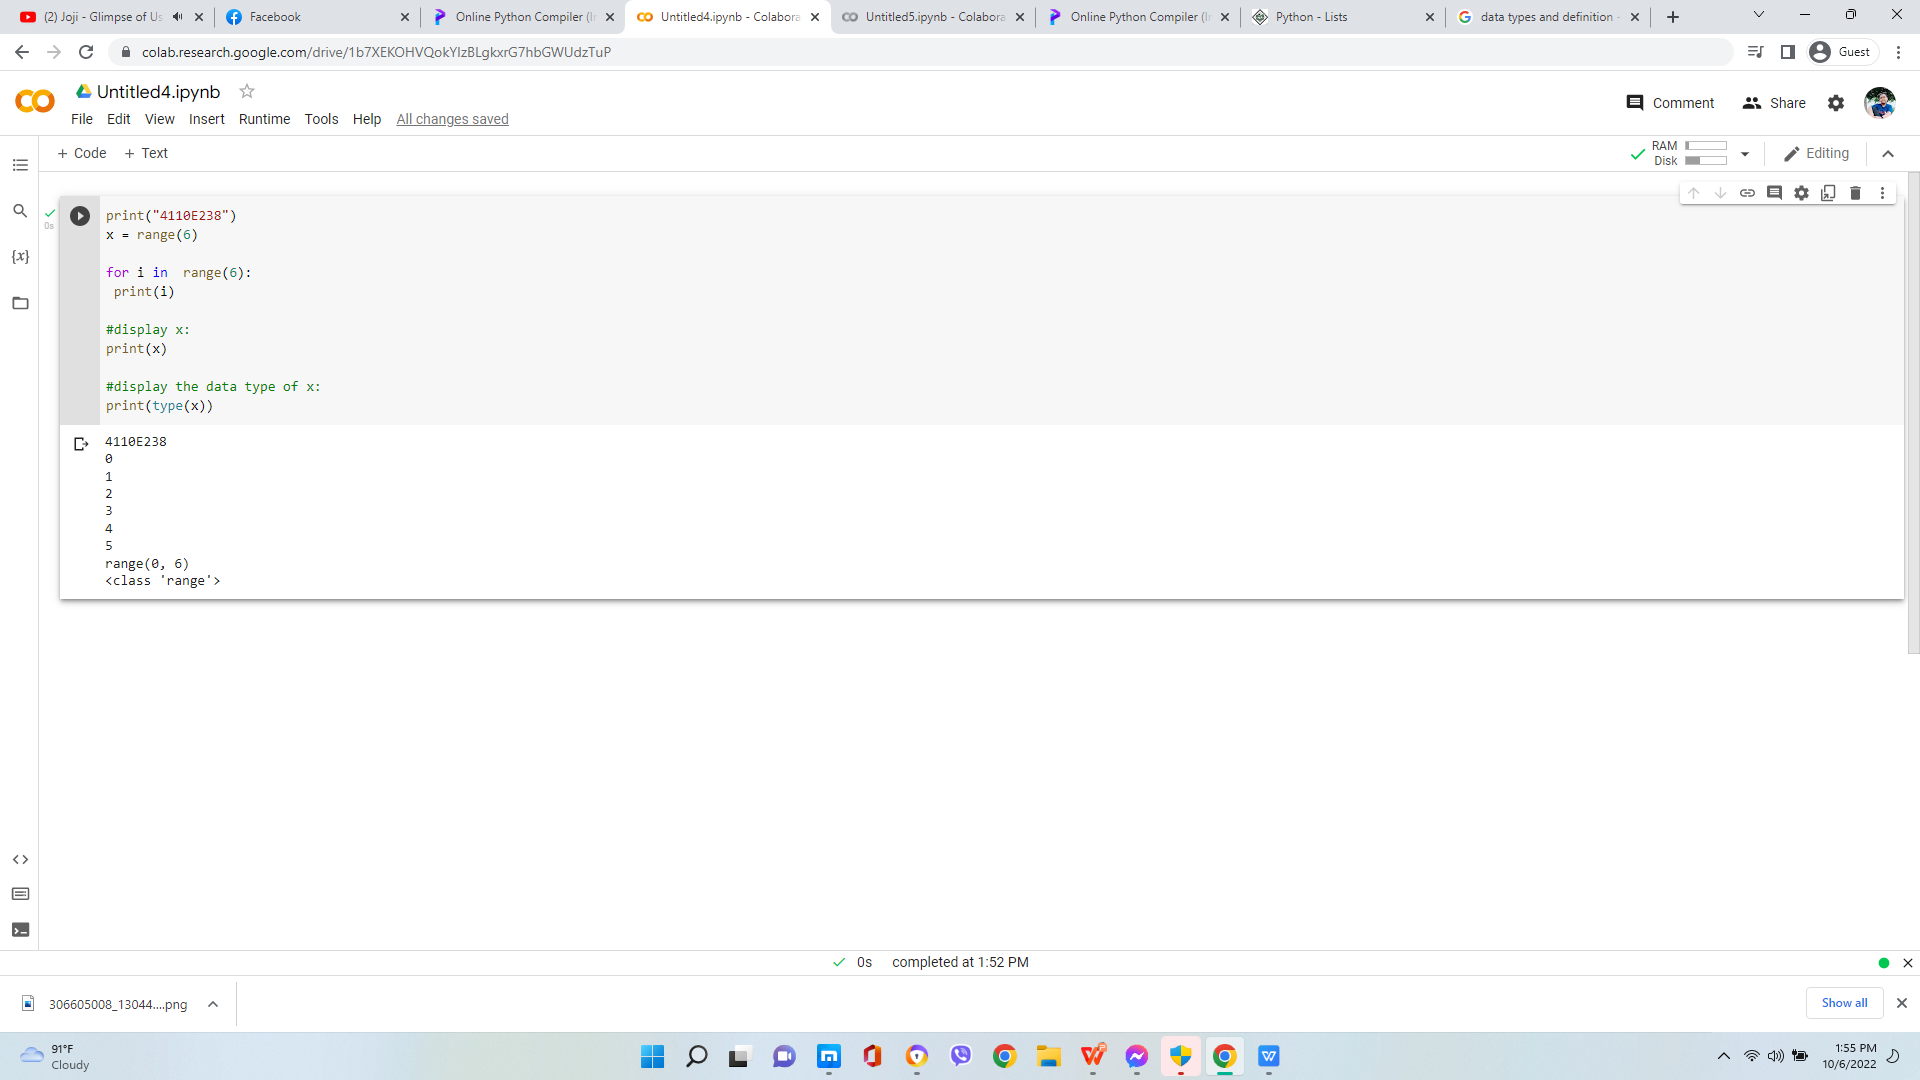 (2) Joji - Glimpse of Us
Facebook
Online Python Compiler (I
Untitled4.ipynb - Colabora
Untitled5.ipynb - Colabora
Online Python Compiler (I
Python - Lists
data types and definition -
colab.research.google.com/drive/1b7XEKOHVQokYlzBLgkxrG7hbGWUdzTuP
Guest
Untitled4.ipynb
File Edit View Insert Runtime Tools Help All changes saved
Comment Share
+ Code + Text
RAM
Disk
Editing
{x}
0s
print("4110E238")
x = range(6)
for i in  range(6):
 print(i)
#display x:
print(x)
#display the data type of x:
print(type(x))
4110E238
0
1
2
3
4
5
range(0, 6)
<class 'range'>
0s completed at 1:52 PM
306605008_13044....png
Show all
91°F
Cloudy
1:55 PM
10/6/2022